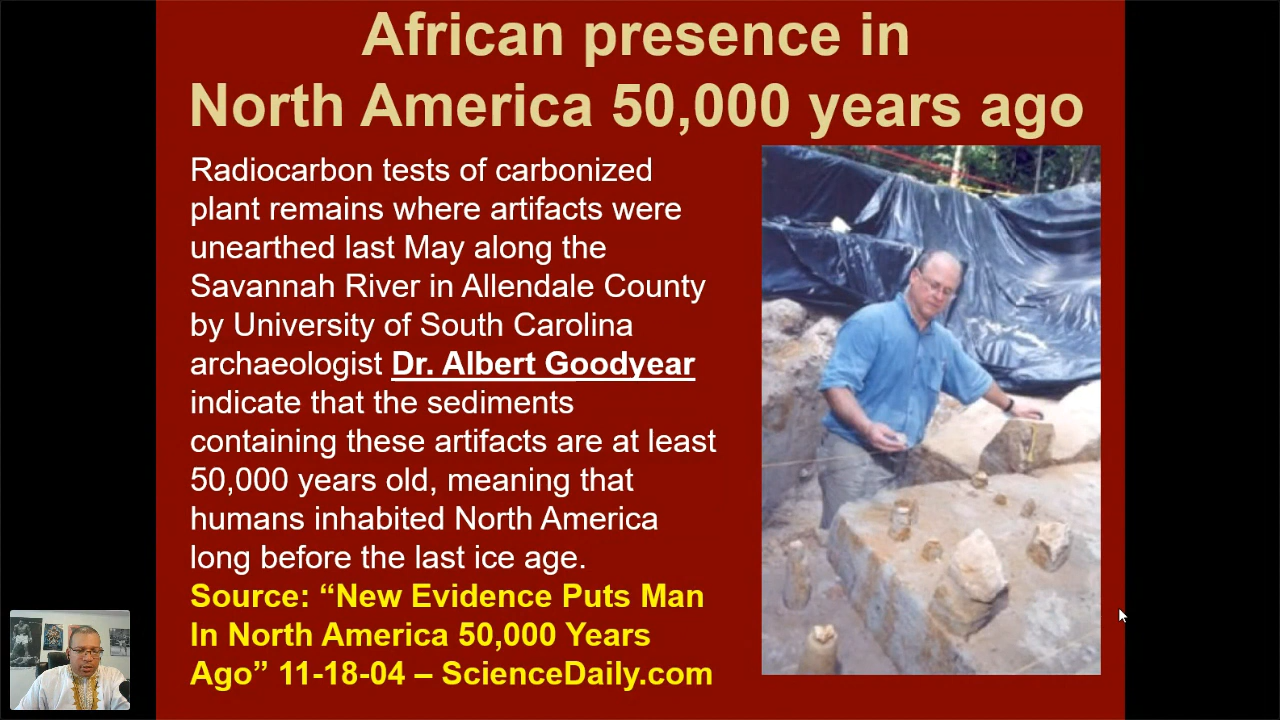 African presence in
North America 50,000 years ago
Radiocarbon tests of carbonized
plant remains where artifacts were
unearthed last May along the
Savannah River in Allendale County
by University of South Carolina
archaeologist Dr. Albert Goodyear
indicate that the sediments
containing these artifacts are at least
50,000 years old, meaning that
humans inhabited North America
long before the last ice age.
Source: “New Evidence Puts Man
In North America 50,000 Years
Ago” 11-18-04 – ScienceDaily.com